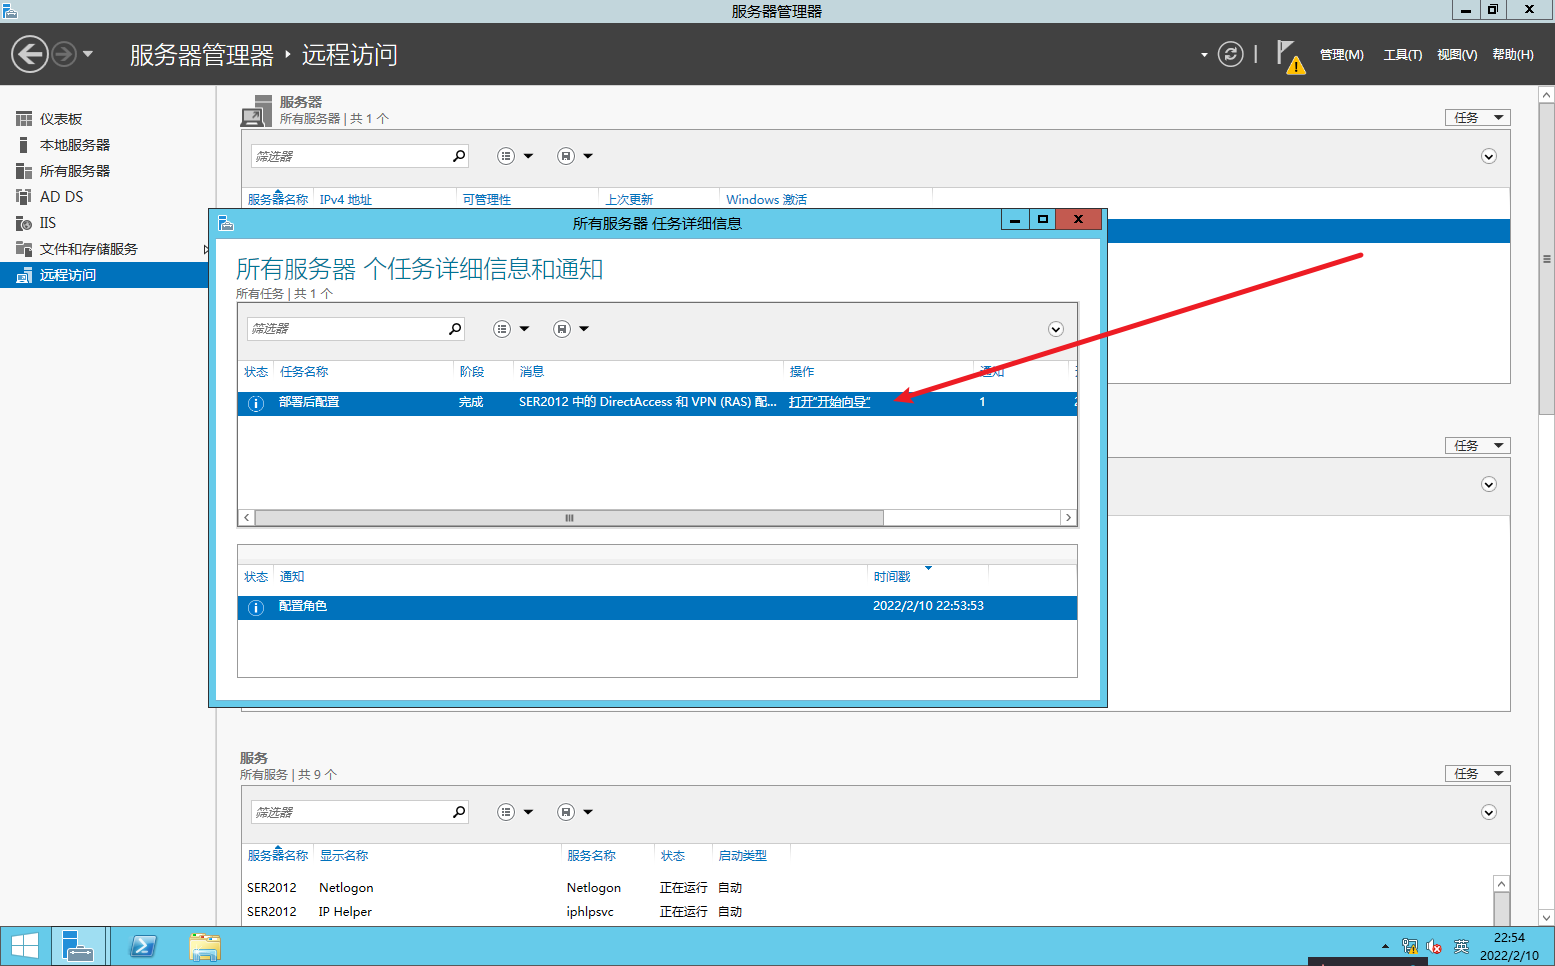 服务器管理器
服务器管理器 ‣ 远程访问
管理(M) 工具(T) 视图(V) 帮助(H)
仪表板
本地服务器
所有服务器
AD DS
IIS
文件和存储服务
远程访问
服务器
所有服务器 | 共 1 个
任务
筛选器
服务器名称 IPv4 地址 可管理性 上次更新 Windows 激活
所有服务器 任务详细信息
所有服务器 个任务详细信息和通知
所有任务 | 共 1 个
筛选器
状态 任务名称 阶段 消息 操作 通知
部署后配置 完成 SER2012 中的 DirectAccess 和 VPN (RAS) 配... 打开“开始向导” 1
状态 通知 时间戳
配置角色 2022/2/10 22:53:53
任务
服务
所有服务 | 共 9 个
任务
筛选器
服务器名称 显示名称 服务名称 状态 启动类型
SER2012 Netlogon Netlogon 正在运行 自动
SER2012 IP Helper iphlpsvc 正在运行 自动
英
22:54
2022/2/10